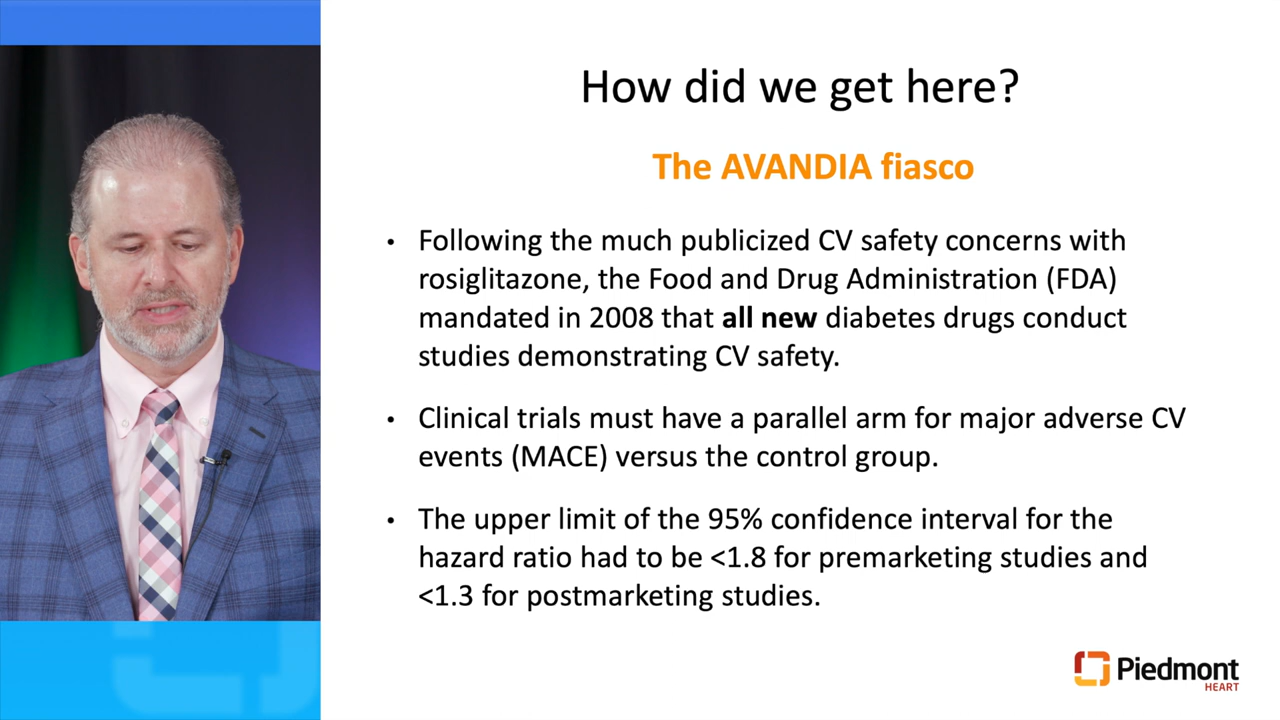 How did we get here?
The AVANDIA fiasco
• Following the much publicized CV safety concerns with
rosiglitazone, the Food and Drug Administration (FDA)
mandated in 2008 that all new diabetes drugs conduct
studies demonstrating CV safety.
• Clinical trials must have a parallel arm for major adverse CV
events (MACE) versus the control group.
• The upper limit of the 95% confidence interval for the
hazard ratio had to be <1.8 for premarketing studies and
<1.3 for postmarketing studies.
Piedmont
HEART